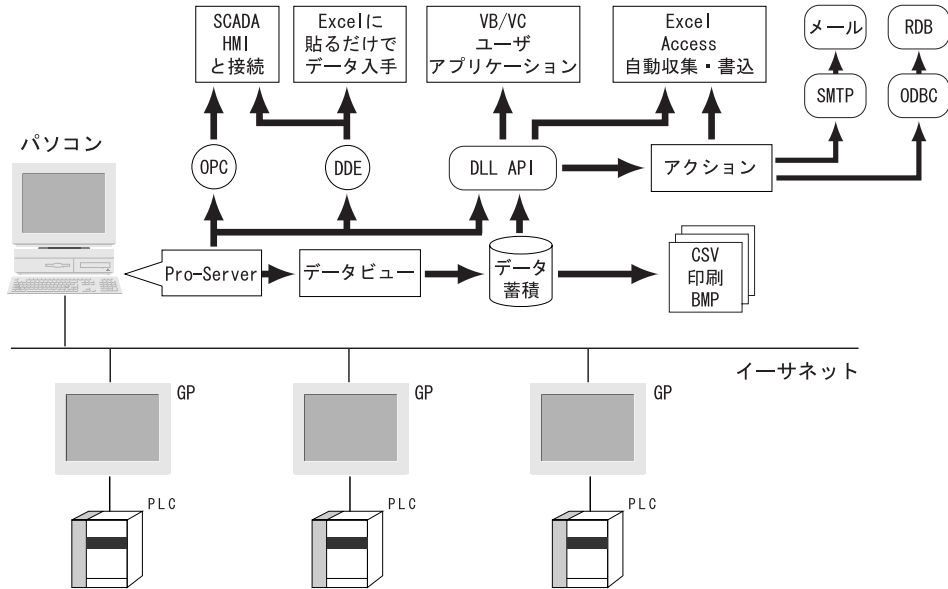 SCADA
HMI
と接続
Excelに
貼るだけで
データ入手
VB/VC
ユーザ
アプリケーション
Excel
Access
自動収集・書込
メール
RDB
SMTP
ODBC
パソコン
OPC
DDE
DLL API
アクション
Pro-Server
データビュー
データ
蓄積
CSV
印刷
BMP
イーサネット
GP
GP
GP
PLC
PLC
PLC